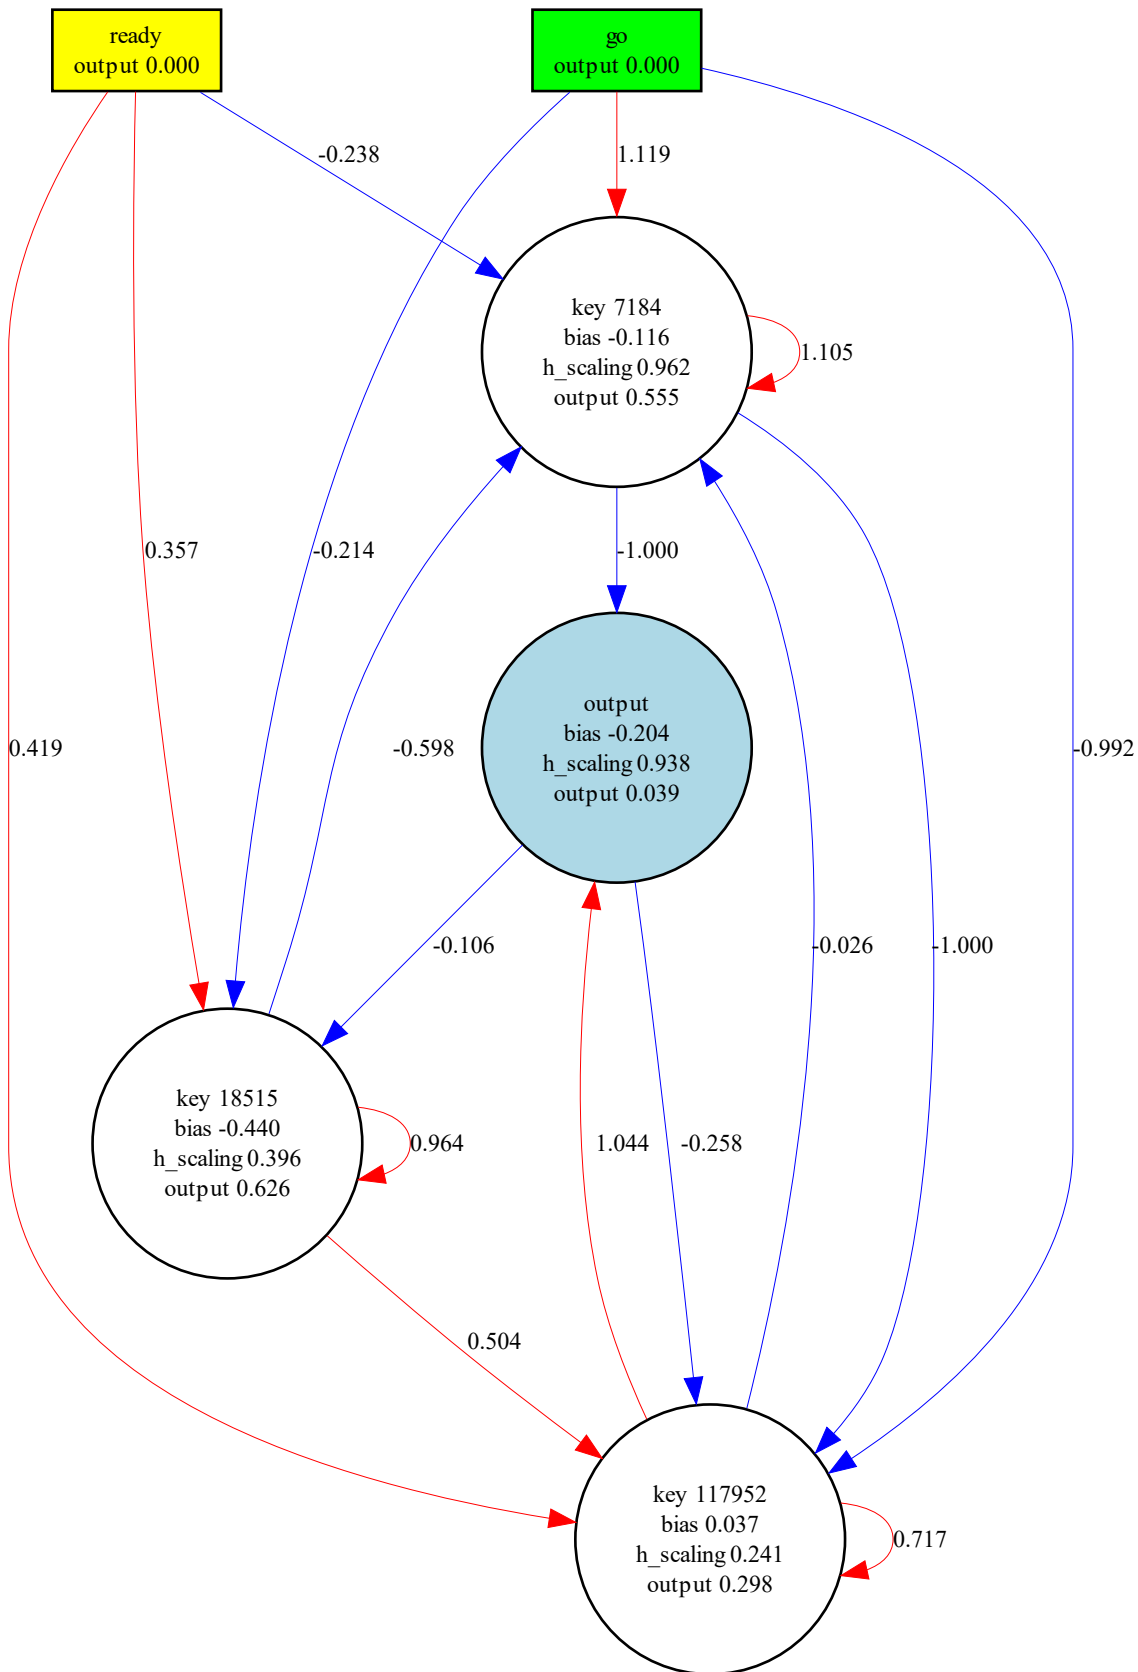 ready
output 0.000
go
output 0.000
-0.238
1.119
key 7184
bias -0.116
h_scaling 0.962
output 0.555
1.105
0.357
-0.214
-1.000
output
bias -0.204
h_scaling 0.938
output 0.039
0.419
-0.598
-0.992
-0.106
-0.026
-1.000
key 18515
bias -0.440
h_scaling 0.396
output 0.626
0.964
1.044
-0.258
0.504
key 117952
bias 0.037
h_scaling 0.241
output 0.298
0.717